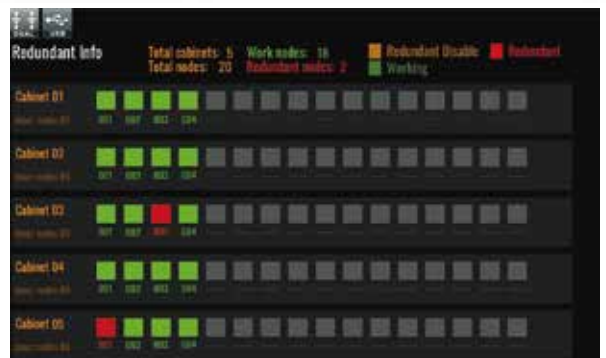 DUAL USB
Redundant Info
Total cabinets: 5 Work nodes: 18 Redundant Disable Redundant
Total nodes: 20 Redundant nodes: 2 Working
Cabinet 01
001 002 003 004
Cabinet 02
001 002 003 004
Cabinet 03
001 002 003 004
Cabinet 04
001 002 003 004
Cabinet 05
001 002 003 004